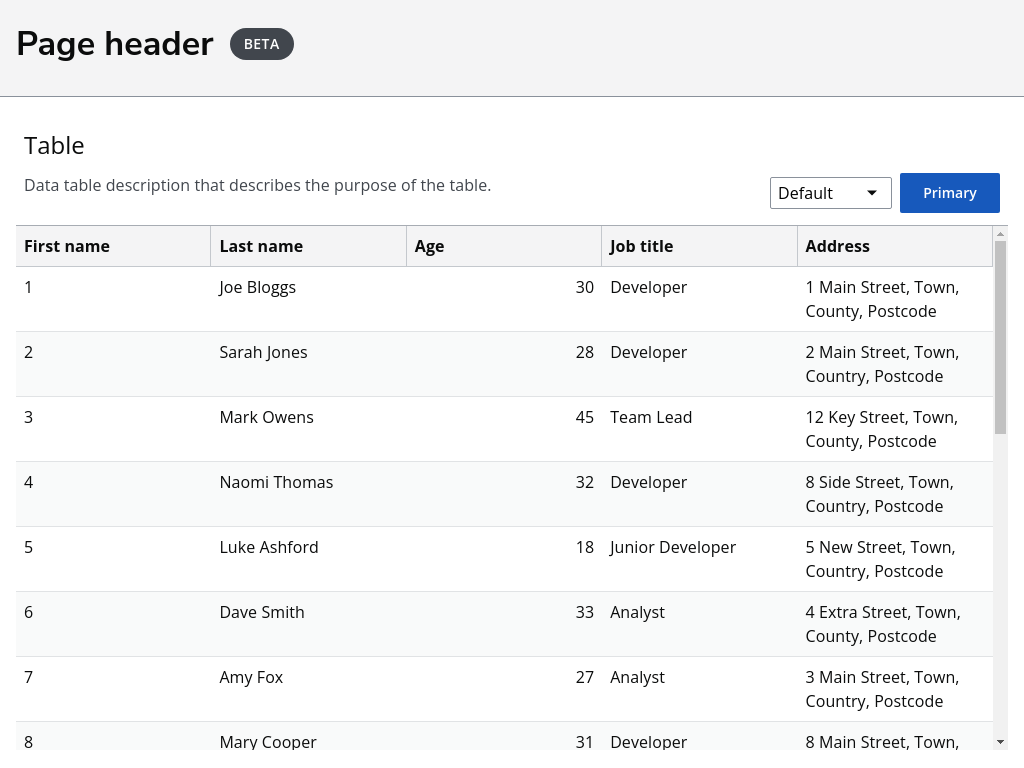 Page header BETA
Table
Data table description that describes the purpose of the table.
Default Primary
First name Last name Age Job title Address
1 Joe Bloggs 30 Developer 1 Main Street, Town,
County, Postcode
2 Sarah Jones 28 Developer 2 Main Street, Town,
Country, Postcode
3 Mark Owens 45 Team Lead 12 Key Street, Town,
County, Postcode
4 Naomi Thomas 32 Developer 8 Side Street, Town,
Country, Postcode
5 Luke Ashford 18 Junior Developer 5 New Street, Town,
Country, Postcode
6 Dave Smith 33 Analyst 4 Extra Street, Town,
County, Postcode
7 Amy Fox 27 Analyst 3 Main Street, Town,
Country, Postcode
8 Mary Cooper 31 Developer 8 Main Street, Town,